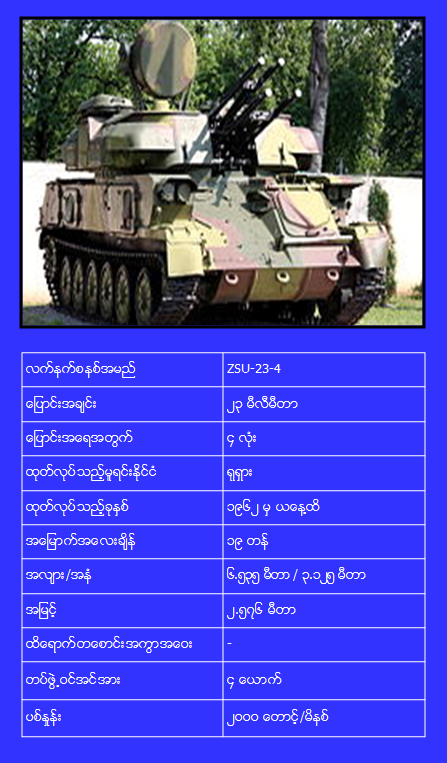 လက်နက်စနစ်အမည် ZSU-23-4
ပြောင်းအချင်း ၂၃ မီလီမီတာ
ပြောင်းအရေအတွက် ၄ လုံး
ထုတ်လုပ်သည့်မူရင်းနိုင်ငံ ရုရှား
ထုတ်လုပ်သည့်ခုနှစ် ၁၉၆၂ မှ ယနေ့ထိ
အမြောက်အလေးချိန် ၁၉ တန်
အလျား/အနံ ၆.၅၃၅ မီတာ / ၃.၁၂၅ မီတာ
အမြင့် ၂.၅၇၆ မီတာ
ထိရောက်တစောင်းအကွာအဝေး -
တပ်ဖွဲ့ဝင်အင်အား ၄ ယောက်
ပစ်နှုန်း ၂၀၀၀ တောင့်/မိနစ်